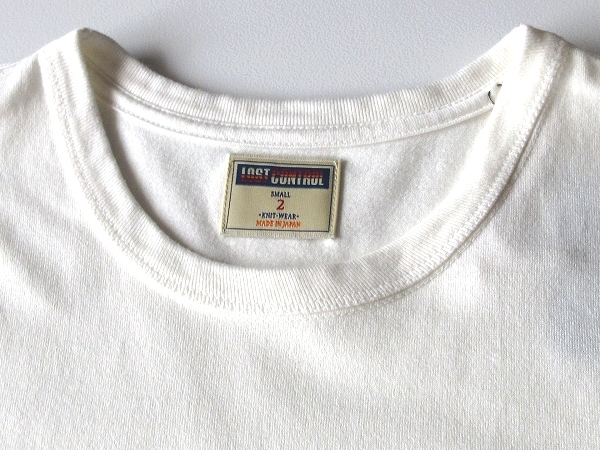 LOST CONTROL
SMALL
2
•KNIT•WEAR•
MADE IN JAPAN